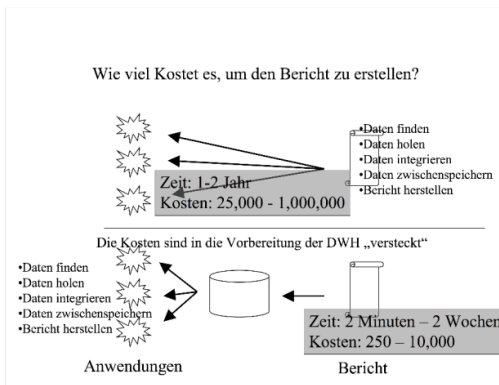 Wie viel Kostet es, um den Bericht zu erstellen?
•Daten finden
•Daten holen
•Daten integrieren
•Daten zwischenspeichern
•Bericht herstellen
Zeit: 1-2 Jahr
Kosten: 25,000 - 1,000,000
Die Kosten sind in die Vorbereitung der DWH „versteckt“
•Daten finden
•Daten holen
•Daten integrieren
•Daten zwischenspeichern
•Bericht herstellen
Zeit: 2 Minuten – 2 Wochen
Kosten: 250 – 10,000
Anwendungen
Bericht